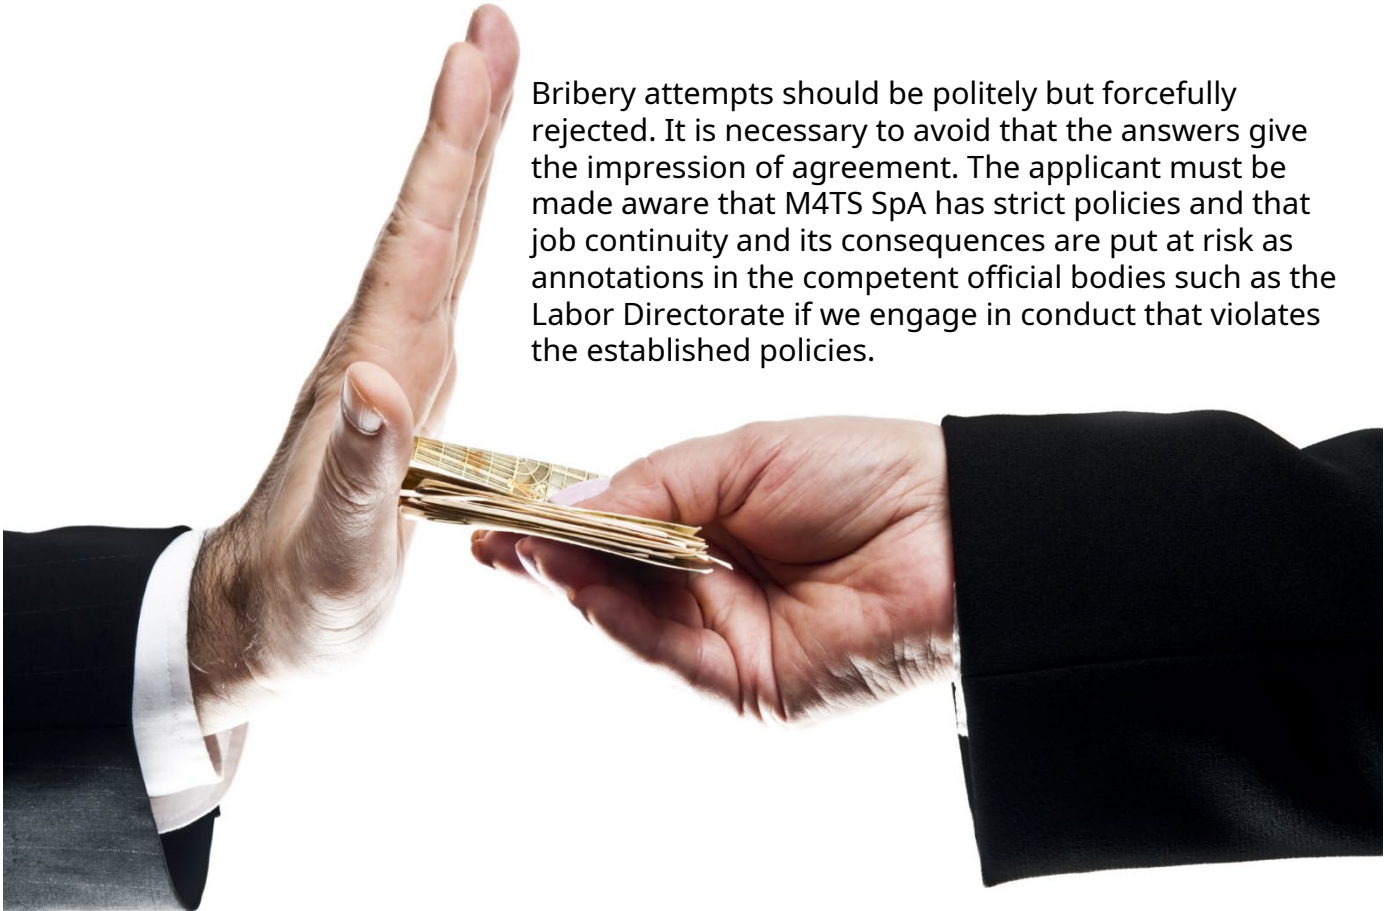 Bribery attempts should be politely but forcefully
rejected. It is necessary to avoid that the answers give
the impression of agreement. The applicant must be
made aware that M4TS SpA has strict policies and that
job continuity and its consequences are put at risk as
annotations in the competent official bodies such as the
Labor Directorate if we engage in conduct that violates
the established policies.